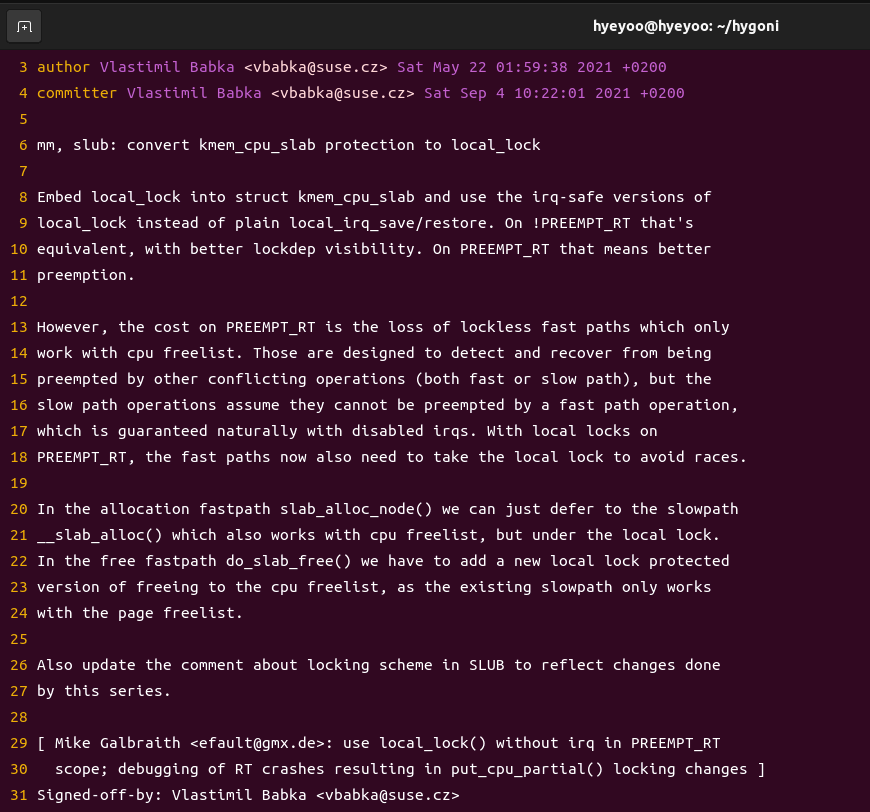 hyeyoo@hyeyoo: ~/hygoni
3 author Vlastimil Babka <vbabka@suse.cz> Sat May 22 01:59:38 2021 +0200
4 committer Vlastimil Babka <vbabka@suse.cz> Sat Sep 4 10:22:01 2021 +0200
5
6 mm, slub: convert kmem_cpu_slab protection to local_lock
7
8 Embed local_lock into struct kmem_cpu_slab and use the irq-safe versions of
9 local_lock instead of plain local_irq_save/restore. On !PREEMPT_RT that's
10 equivalent, with better lockdep visibility. On PREEMPT_RT that means better
11 preemption.
12
13 However, the cost on PREEMPT_RT is the loss of lockless fast paths which only
14 work with cpu freelist. Those are designed to detect and recover from being
15 preempted by other conflicting operations (both fast or slow path), but the
16 slow path operations assume they cannot be preempted by a fast path operation,
17 which is guaranteed naturally with disabled irqs. With local locks on
18 PREEMPT_RT, the fast paths now also need to take the local lock to avoid races.
19
20 In the allocation fastpath slab_alloc_node() we can just defer to the slowpath
21 __slab_alloc() which also works with cpu freelist, but under the local lock.
22 In the free fastpath do_slab_free() we have to add a new local lock protected
23 version of freeing to the cpu freelist, as the existing slowpath only works
24 with the page freelist.
25
26 Also update the comment about locking scheme in SLUB to reflect changes done
27 by this series.
28
29 [ Mike Galbraith <efault@gmx.de>: use local_lock() without irq in PREEMPT_RT
30   scope; debugging of RT crashes resulting in put_cpu_partial() locking changes ]
31 Signed-off-by: Vlastimil Babka <vbabka@suse.cz>